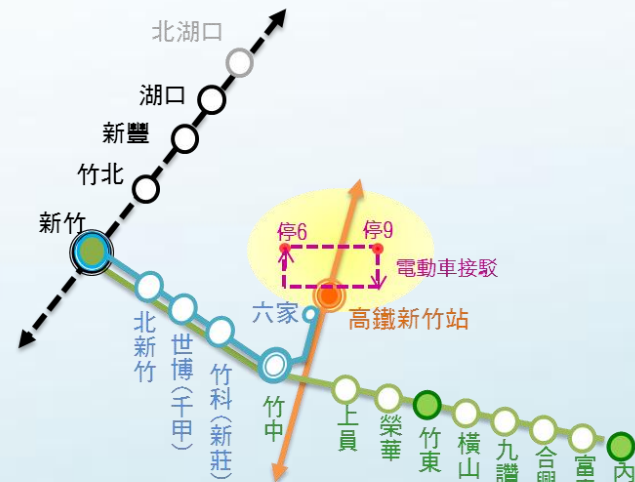 北湖口
湖口
新豐
竹北
新竹
停6
停9
電動車接駁
六家
高鐵新竹站
北新竹
世博(千甲)
竹科(新莊)
竹中
上員
榮華
竹東
橫山
九讚
合興
富
內